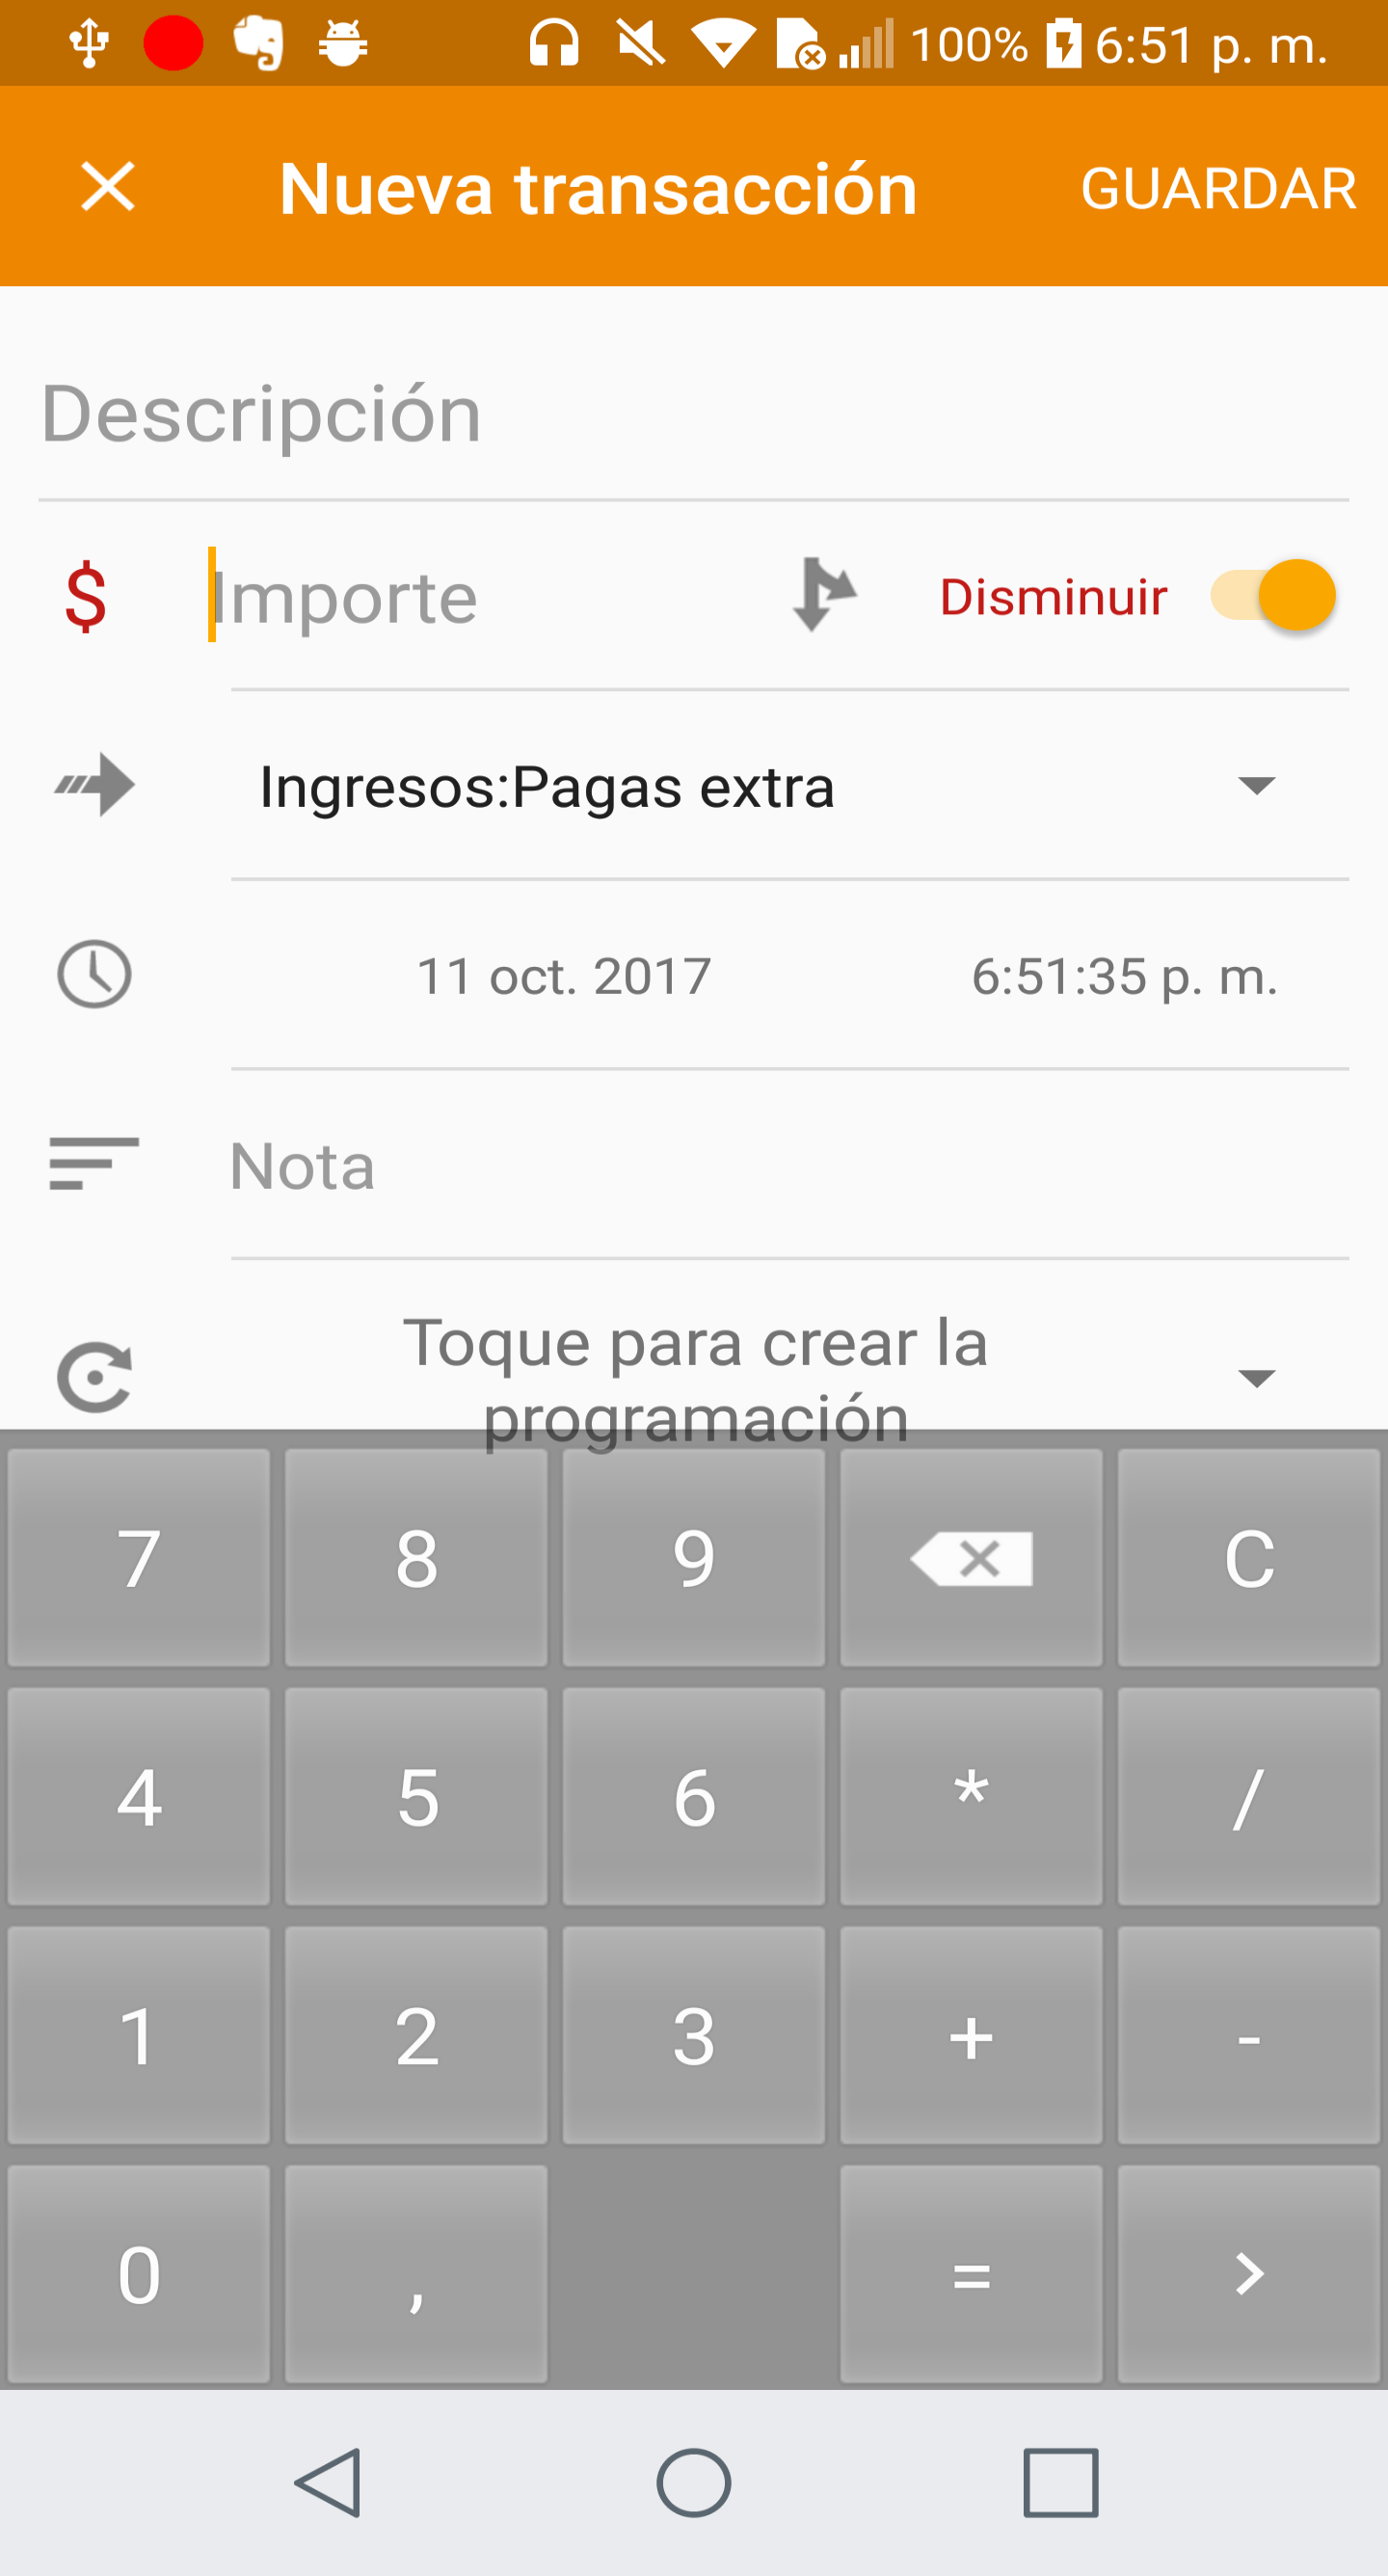 100% 6:51 p. m.
Nueva transacción GUARDAR
Descripción
$ Importe Disminuir
Ingresos:Pagas extra
11 oct. 2017 6:51:35 p. m.
Nota
Toque para crear la
programación
7 8 9 C
4 5 6 * /
1 2 3 + -
0 , = >